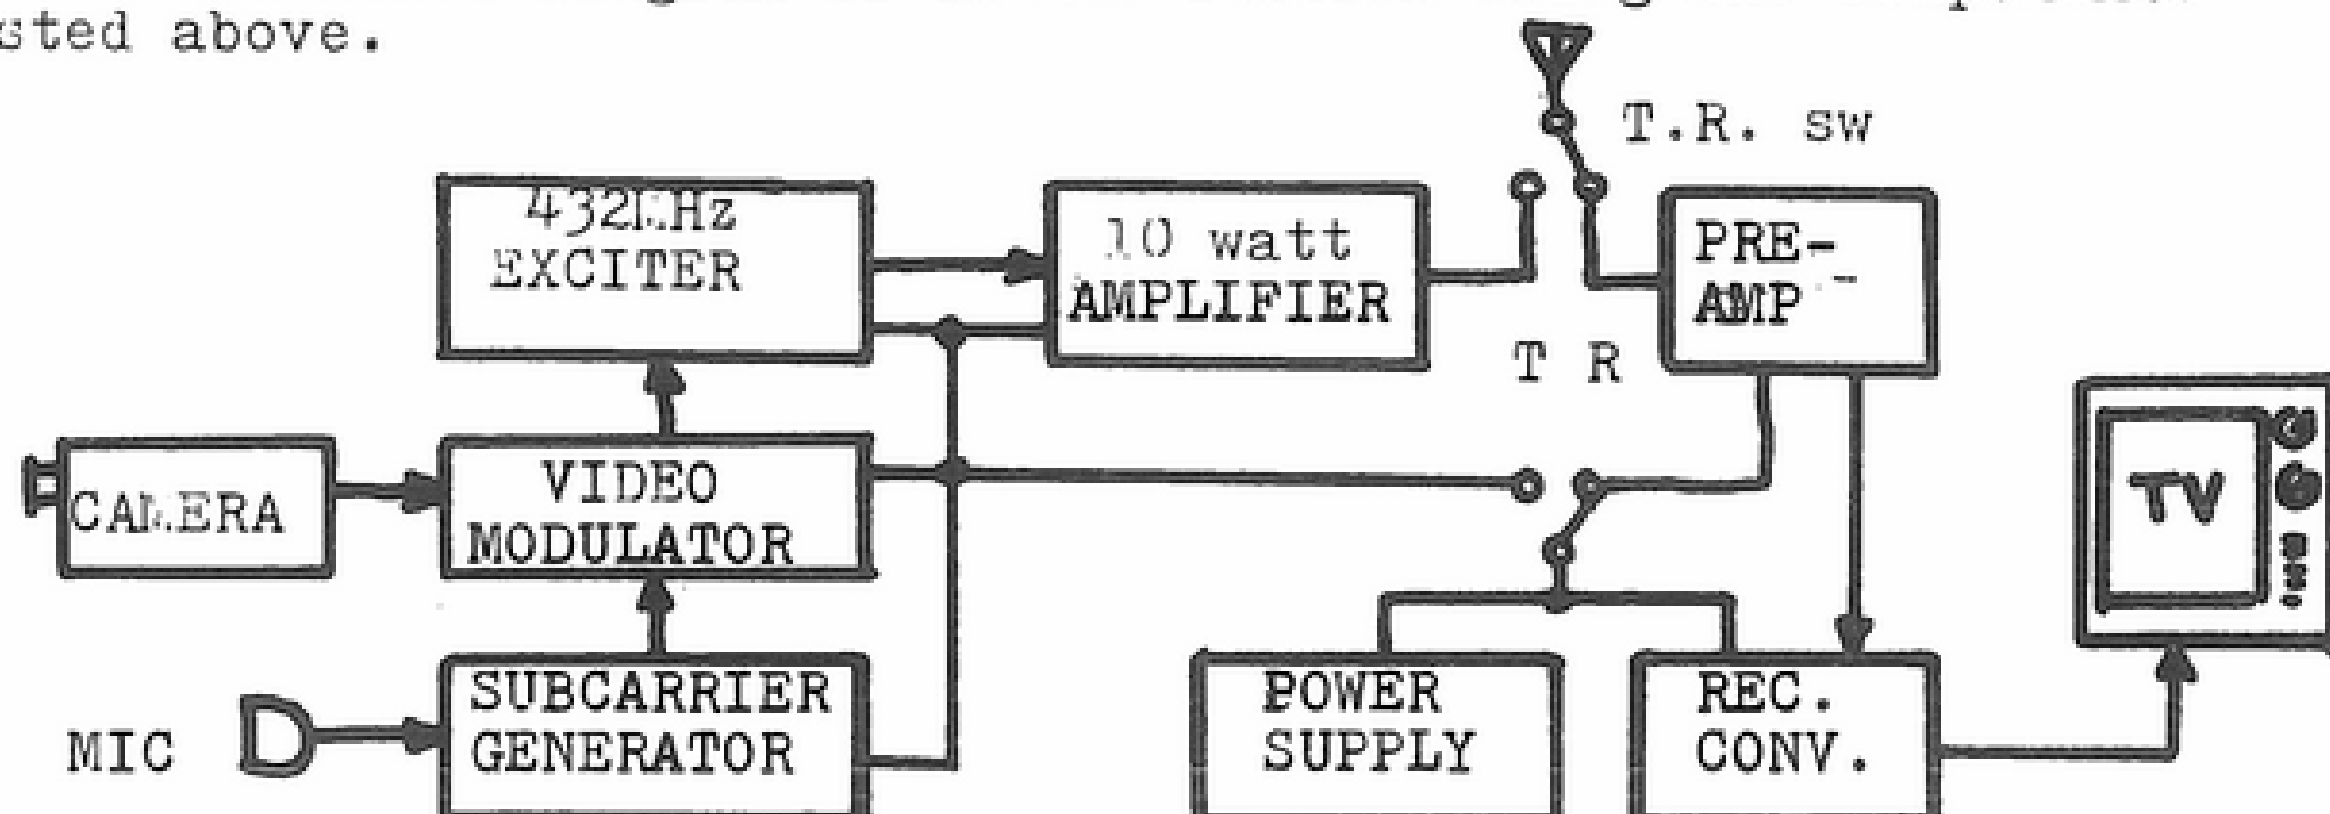 sted above.
T.R. sw
432MHz
EXCITER
10 watt
AMPLIFIER
PRE-
AMP
T R
CAMERA
VIDEO
MODULATOR
TV
MIC
SUBCARRIER
GENERATOR
POWER
SUPPLY
REC.
CONV.